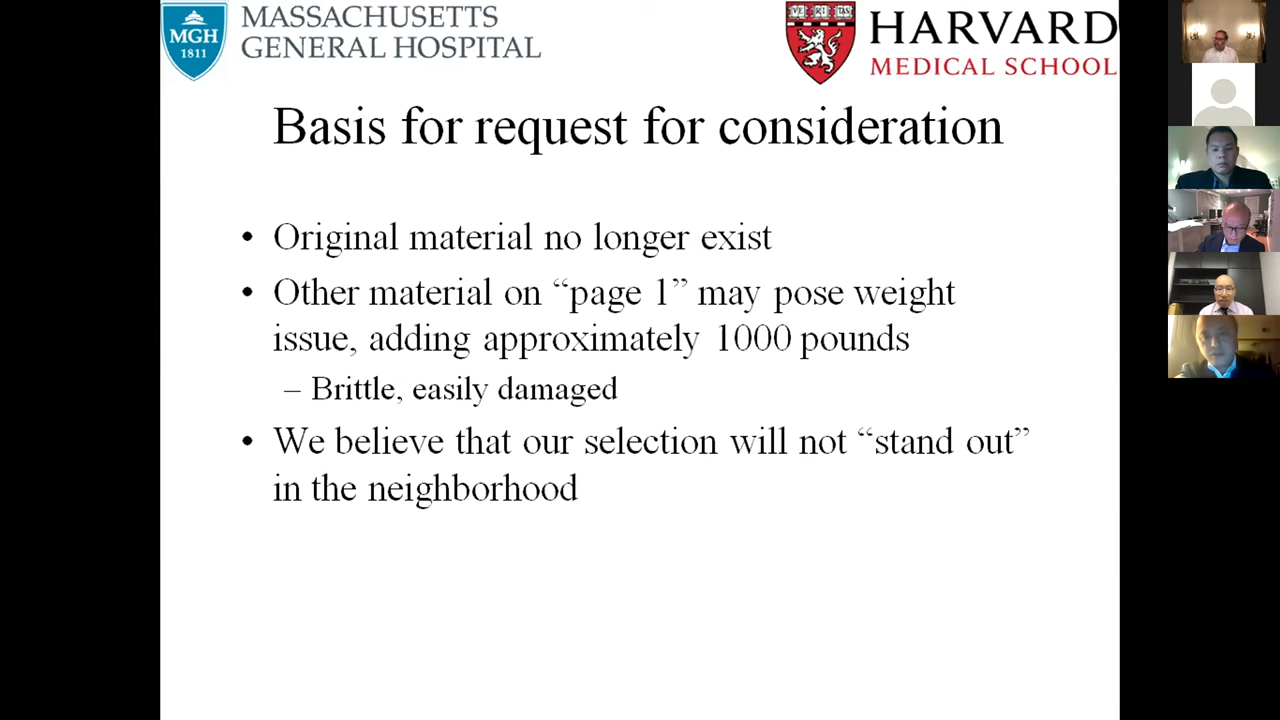 MASSACHUSETTS
GENERAL HOSPITAL
MGH
1811
VE RI TAS
HARVARD
MEDICAL SCHOOL
Basis for request for consideration
• Original material no longer exist
• Other material on “page 1” may pose weight
issue, adding approximately 1000 pounds
– Brittle, easily damaged
• We believe that our selection will not “stand out”
in the neighborhood